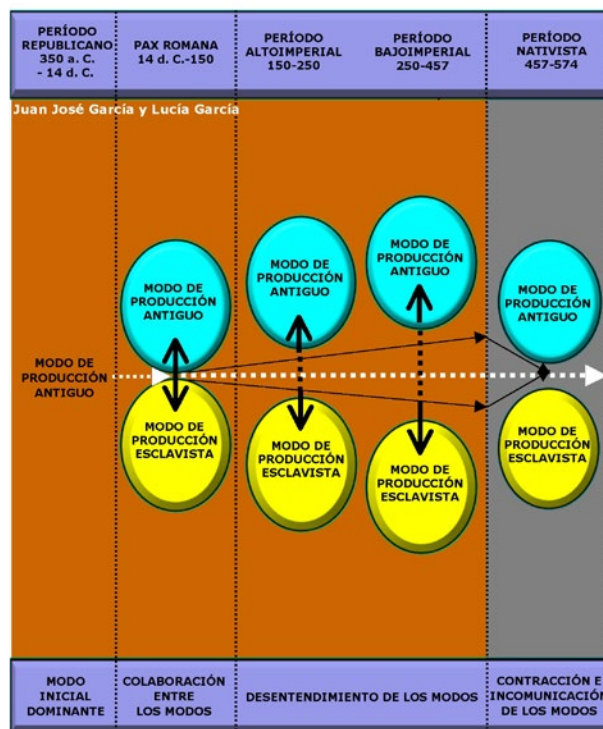 PERÍODO
REPUBLICANO
350 a. C.
- 14 d. C.
PAX ROMANA
14 d. C.-150
PERÍODO
ALTOIMPERIAL
150-250
PERÍODO
BAJOIMPERIAL
250-457
PERÍODO
NATIVISTA
457-574
Juan José García y Lucía García
MODO DE
PRODUCCIÓN
ANTIGUO
MODO DE
PRODUCCIÓN
ANTIGUO
MODO DE
PRODUCCIÓN
ESCLAVISTA
MODO DE
PRODUCCIÓN
ANTIGUO
MODO DE
PRODUCCIÓN
ESCLAVISTA
MODO DE
PRODUCCIÓN
ANTIGUO
MODO DE
PRODUCCIÓN
ESCLAVISTA
MODO DE
PRODUCCIÓN
ANTIGUO
MODO DE
PRODUCCIÓN
ESCLAVISTA
MODO
INICIAL
DOMINANTE
COLABORACIÓN
ENTRE
LOS MODOS
DESENTENDIMIENTO DE LOS MODOS
CONTRACCIÓN E
INCOMUNICACIÓN
DE LOS MODOS